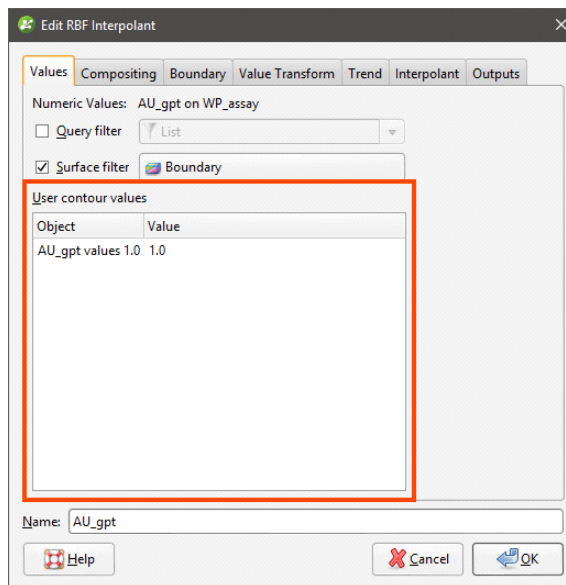 Edit RBF Interpolant
Values Compositing Boundary Value Transform Trend Interpolant Outputs
Numeric Values: AU_gpt on WP_assay
Query filter List
Surface filter Boundary
User contour values
Object Value
AU_gpt values 1.0 1.0
Name: AU_gpt
Help Cancel OK